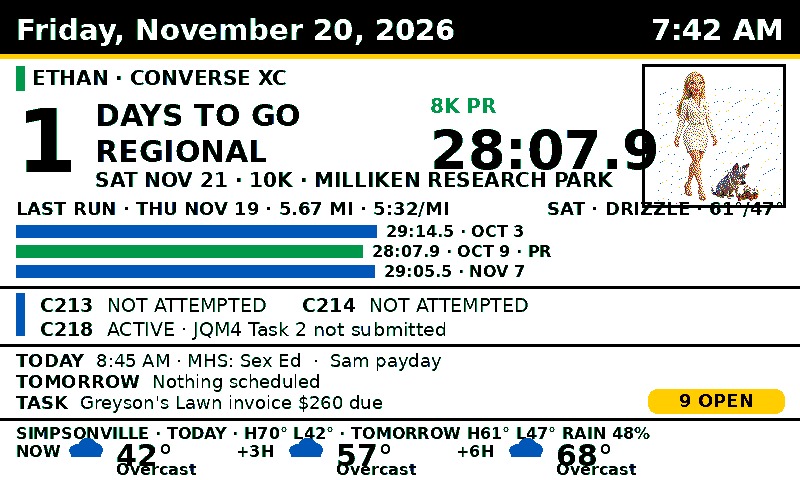 Friday, November 20, 2026 7:42 AM
ETHAN · CONVERSE XC
1 DAYS TO GO
REGIONAL
SAT NOV 21 · 10K · MILLIKEN RESEARCH PARK
8K PR
28:07.9
LAST RUN · THU NOV 19 · 5.67 MI · 5:32/MI SAT · DRIZZLE · 61°/47°
29:14.5 · OCT 3
28:07.9 · OCT 9 · PR
29:05.5 · NOV 7
C213 NOT ATTEMPTED C214 NOT ATTEMPTED
C218 ACTIVE · JQM4 Task 2 not submitted
TODAY 8:45 AM · MHS: Sex Ed · Sam payday
TOMORROW Nothing scheduled
TASK Greyson's Lawn invoice $260 due 9 OPEN
SIMPSONVILLE · TODAY · H70° L42° · TOMORROW H61° L47° RAIN 48%
NOW 42° +3H 57° +6H 68°
Overcast Overcast Overcast